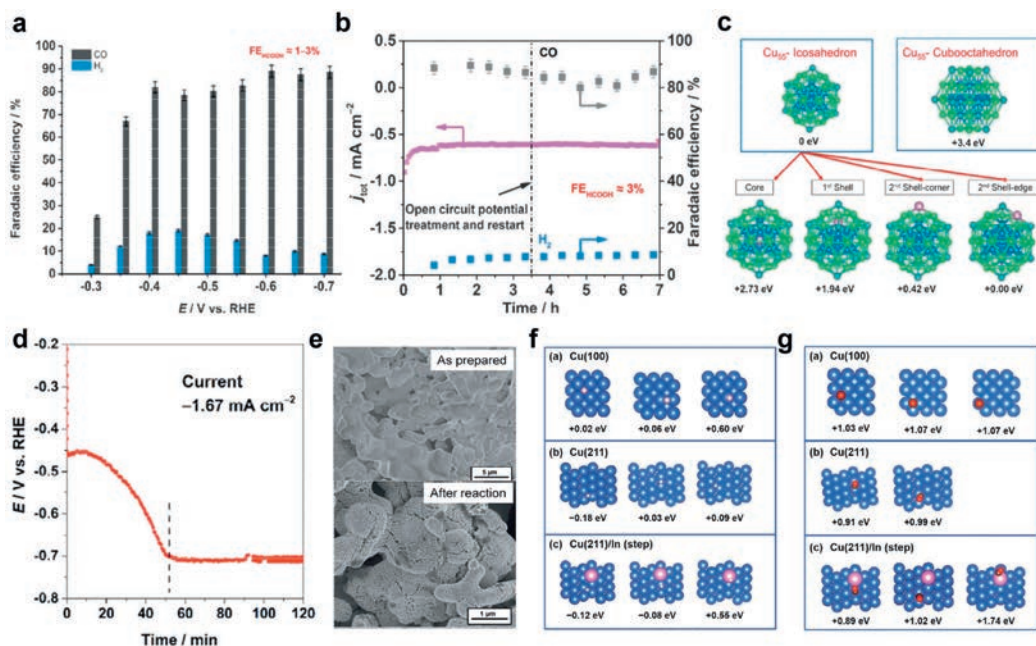 a
CO
H2
FE_HCOOH ≈ 1–3%
Faradaic efficiency / %
100
90
80
70
60
50
40
30
20
10
0
-0.3 -0.4 -0.5 -0.6 -0.7
E / V vs. RHE
b
CO
0.5
0.0
-0.5
-1.0
-1.5
-2.0
j_tot / mA cm⁻²
100
80
60
40
20
0
Faradaic efficiency / %
FE_HCOOH ≈ 3%
Open circuit potential
treatment and restart
H2
0 1 2 3 4 5 6 7
Time / h
c
Cu55- Icosahedron
Cu55- Cubooctahedron
0 eV
+3.4 eV
Core
1st Shell
2nd Shell-corner
2nd Shell-edge
+2.73 eV
+1.94 eV
+0.42 eV
+0.00 eV
d
-0.2
-0.3
-0.4
-0.5
-0.6
-0.7
-0.8
E / V vs. RHE
Current
–1.67 mA cm⁻²
0 20 40 60 80 100 120
Time / min
e
As prepared
5 µm
After reaction
1 µm
f
(a) Cu(100)
+0.02 eV +0.06 eV +0.60 eV
(b) Cu(211)
−0.18 eV +0.03 eV +0.09 eV
(c) Cu(211)/In (step)
−0.12 eV −0.08 eV +0.55 eV
g
(a) Cu(100)
+1.03 eV +1.07 eV +1.07 eV
(b) Cu(211)
+0.91 eV +0.99 eV
(c) Cu(211)/In (step)
+0.89 eV +1.02 eV +1.74 eV